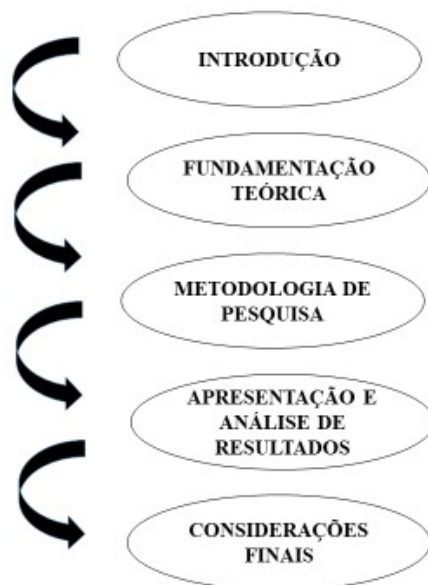 INTRODUÇÃO
FUNDAMENTAÇÃO
TEÓRICA
METODOLOGIA DE
PESQUISA
APRESENTAÇÃO E
ANÁLISE DE
RESULTADOS
CONSIDERAÇÕES
FINAIS